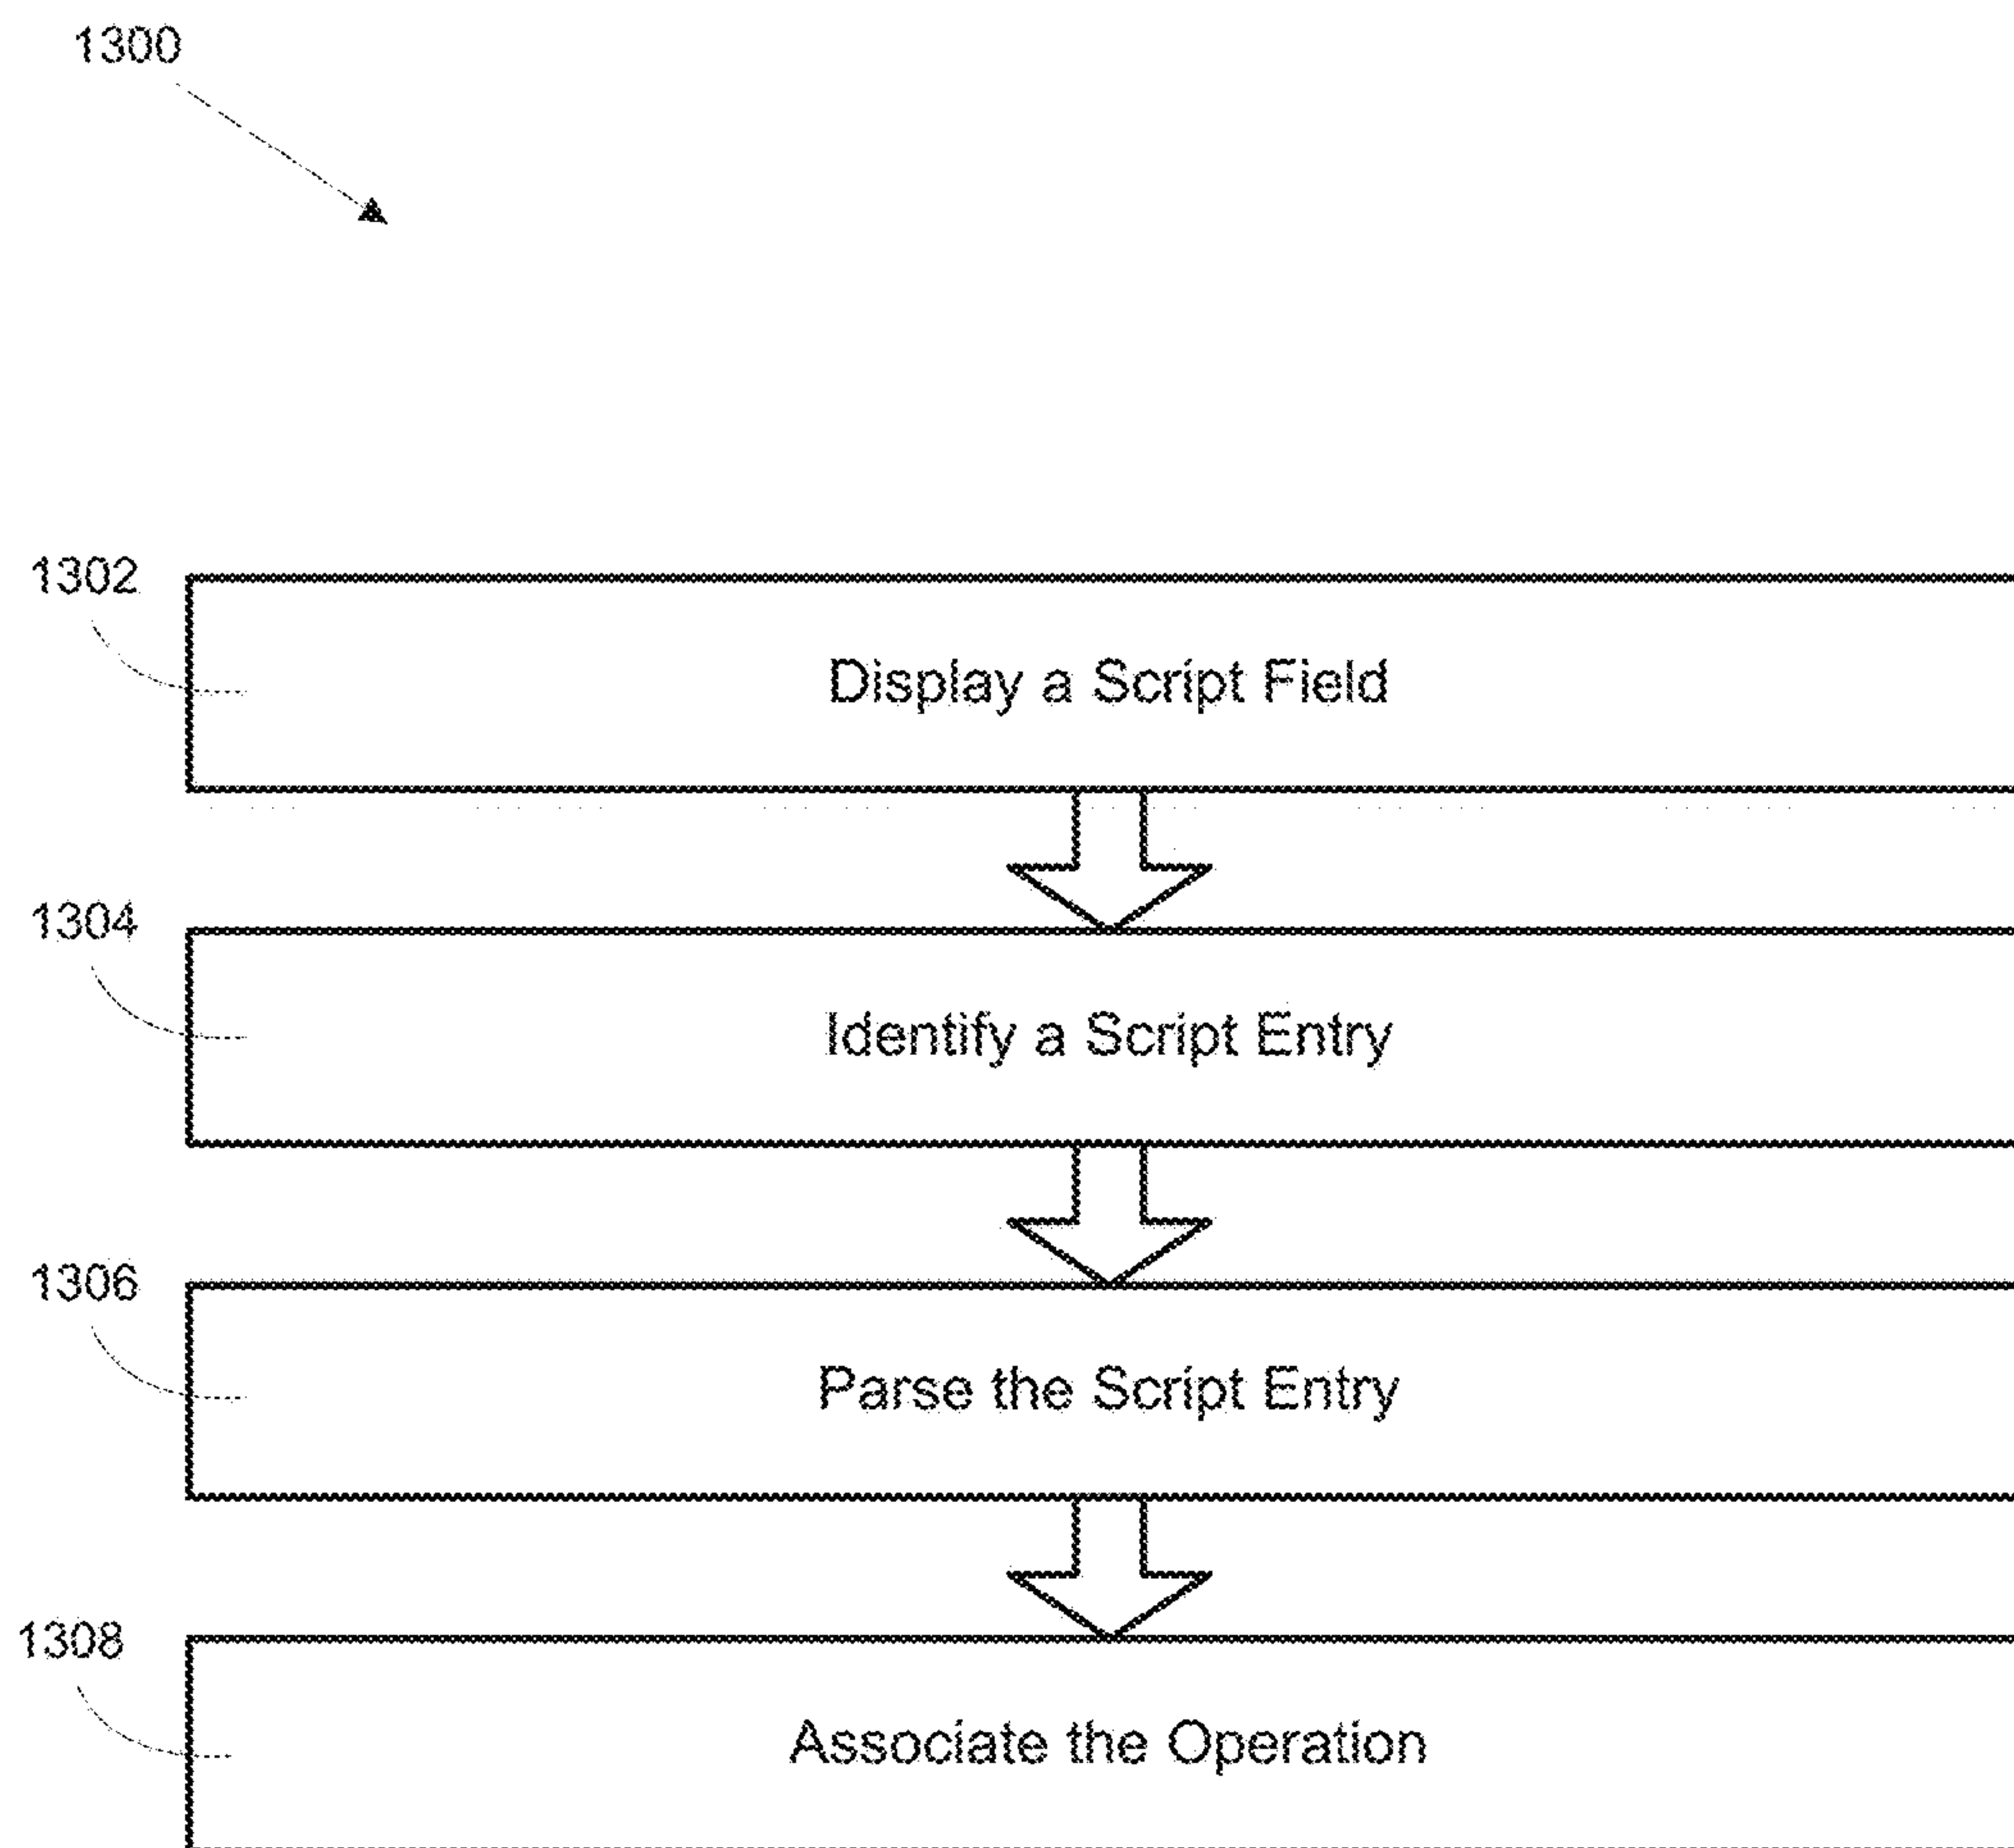 1300
1302
Display a Script Field
1304
Identify a Script Entry
1306
Parse the Script Entry
1308
Associate the Operation